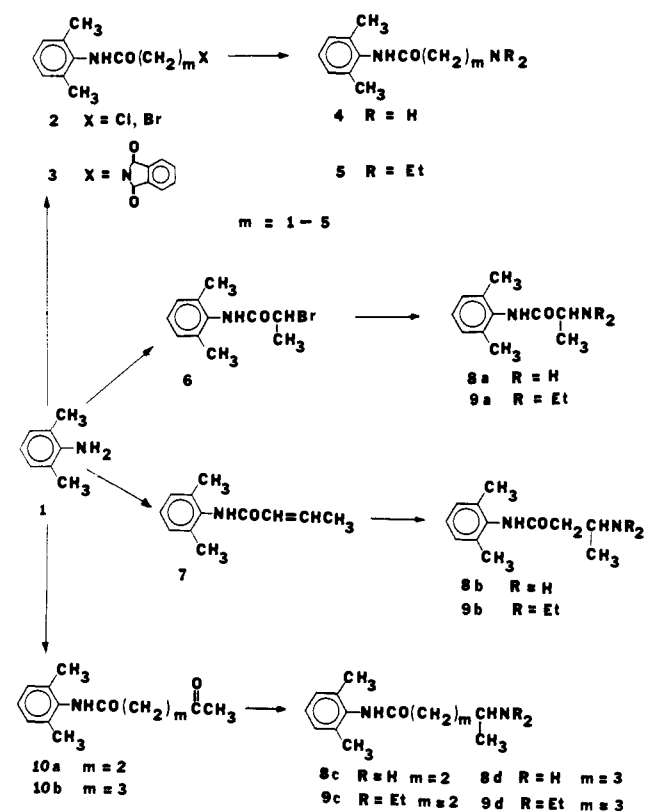 CH₃
NHCO(CH₂)ₘX
CH₃
2 X = Cl, Br
3 X = N
O
O
CH₃
NHCO(CH₂)ₘ NR₂
CH₃
4 R = H
5 R = Et
m = 1 – 5
CH₃
NHCOCHBr
CH₃
CH₃
6
CH₃
NHCOCHNR₂
CH₃
CH₃
8a R = H
9a R = Et
CH₃
NH₂
CH₃
1
CH₃
NHCOCH=CHCH₃
CH₃
7
CH₃
NHCOCH₂CHNR₂
CH₃
CH₃
8b R = H
9b R = Et
CH₃
O
NHCO(CH₂)ₘCCH₃
CH₃
10a m = 2
10b m = 3
CH₃
NHCO(CH₂)ₘCHNR₂
CH₃
CH₃
8c R = H m = 2 8d R = H m = 3
9c R = Et m = 2 9d R = Et m = 3